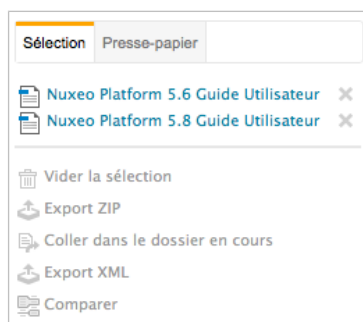 Sélection Presse-papier
Nuxeo Platform 5.6 Guide Utilisateur
Nuxeo Platform 5.8 Guide Utilisateur
Vider la sélection
Export ZIP
Coller dans le dossier en cours
Export XML
Comparer